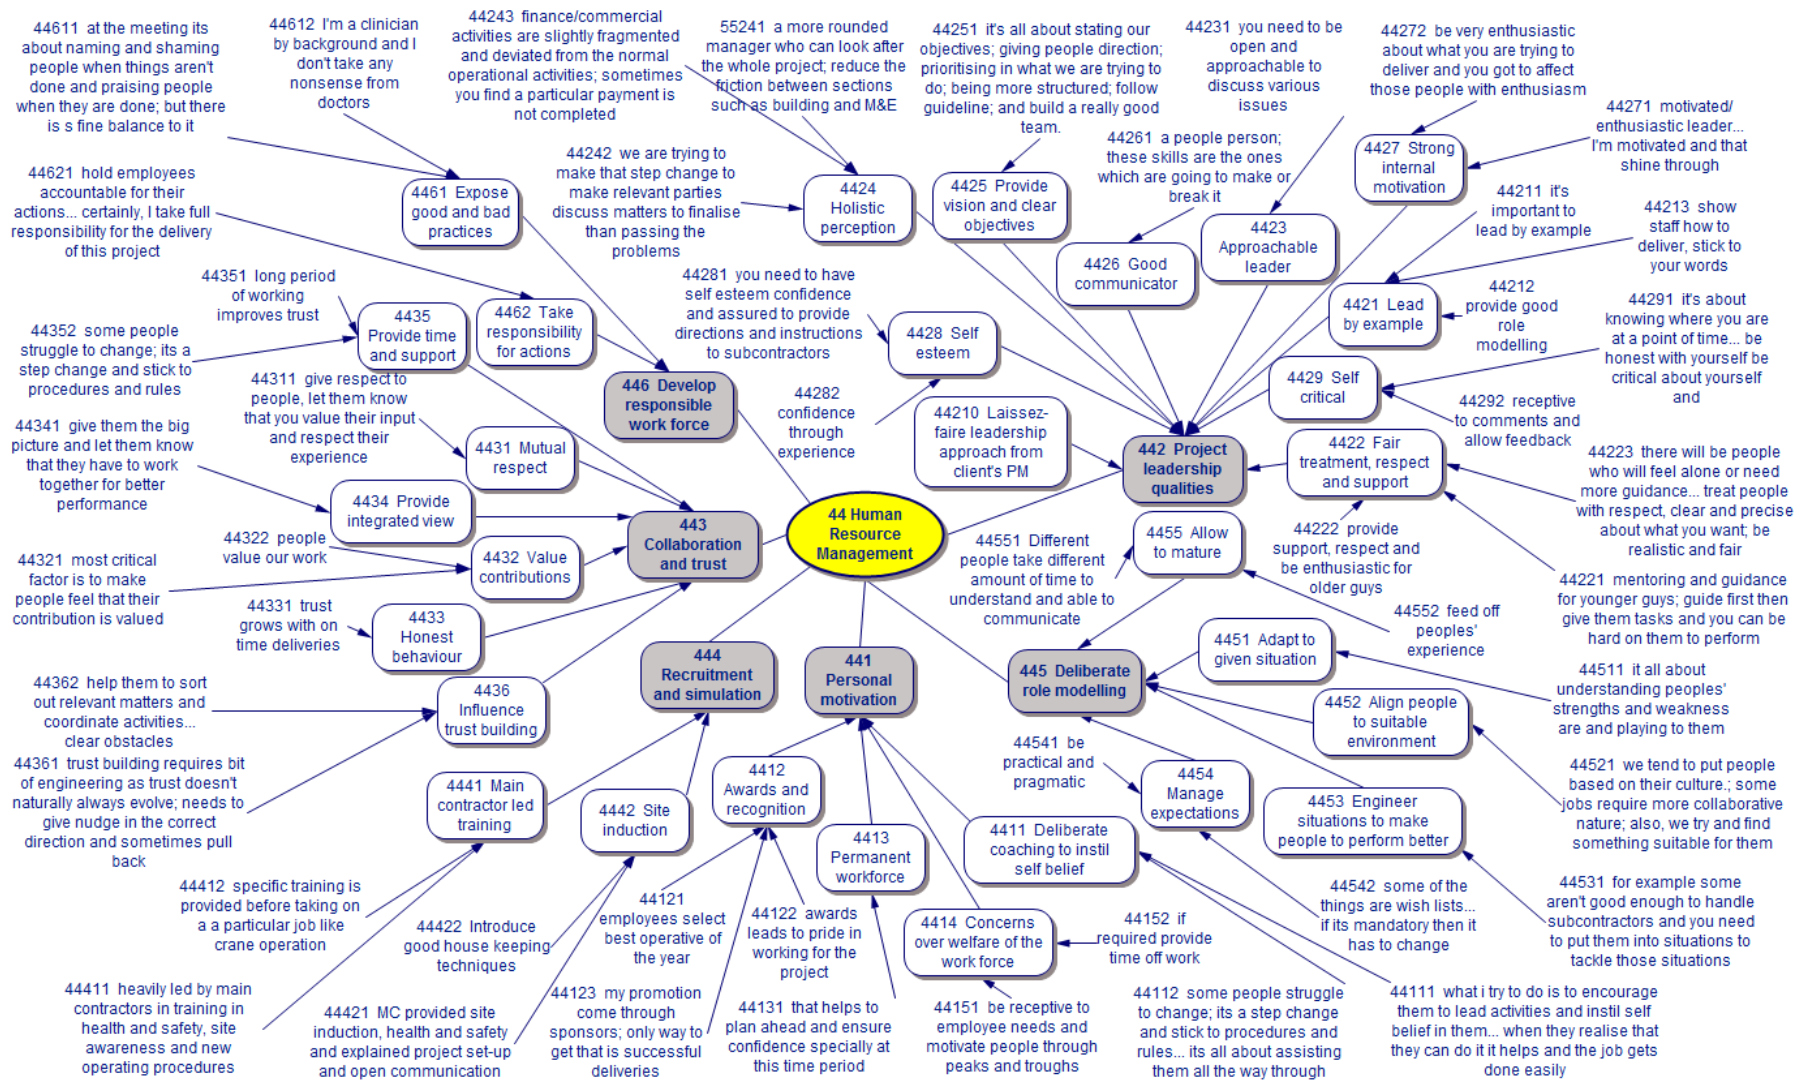 44611 at the meeting its
about naming and shaming
people when things aren't
done and praising people
when they are done; but there
is s fine balance to it
44612 I'm a clinician
by background and I
don't take any
nonsense from
doctors
44243 finance/commercial
activities are slightly fragmented
and deviated from the normal
operational activities; sometimes
you find a particular payment is
not completed
55241 a more rounded
manager who can look after
the whole project; reduce the
friction between sections
such as building and M&E
44251 it's all about stating our
objectives; giving people direction;
prioritising in what we are trying to
do; being more structured; follow
guideline; and build a really good
team.
44231 you need to be
open and
approachable to
discuss various
issues
44272 be very enthusiastic
about what you are trying to
deliver and you got to affect
those people with enthusiasm
44271 motivated/
enthusiastic leader...
I'm motivated and that
shine through
44621 hold employees
accountable for their
actions... certainly, I take full
responsibility for the delivery
of this project
4461 Expose
good and bad
practices
44242 we are trying to
make that step change to
make relevant parties
discuss matters to finalise
than passing the
problems
4424
Holistic
perception
4425 Provide
vision and clear
objectives
44261 a people person;
these skills are the ones
which are going to make or
break it
4427 Strong
internal
motivation
44211 it's
important to
lead by example
44213 show
staff how to
deliver, stick to
your words
4423
Approachable
leader
4426 Good
communicator
44351 long period
of working
improves trust
4435
Provide time
and support
4462 Take
responsibility
for actions
44281 you need to have
self esteem confidence
and assured to provide
directions and instructions
to subcontractors
4428 Self
esteem
4421 Lead
by example
44212
provide good
role
modelling
44291 it's about
knowing where you are
at a point of time... be
honest with yourself be
critical about yourself
and
44352 some people
struggle to change; its a
step change and stick to
procedures and rules
44311 give respect to
people, let them know
that you value their input
and respect their
experience
446 Develop
responsible
work force
44282
confidence
through
experience
44210 Laissez-
faire leadership
approach from
client's PM
4429 Self
critical
44292 receptive
to comments and
allow feedback
44341 give them the big
picture and let them know
that they have to work
together for better
performance
4431 Mutual
respect
442 Project
leadership
qualities
4422 Fair
treatment, respect
and support
44223 there will be people
who will feel alone or need
more guidance... treat people
with respect, clear and precise
about what you want; be
realistic and fair
4434 Provide
integrated view
443
Collaboration
and trust
44 Human
Resource
Management
44551 Different
people take different
amount of time to
understand and able to
communicate
4455 Allow
to mature
44222 provide
support, respect and
be enthusiastic for
older guys
44322 people
value our work
4432 Value
contributions
44321 most critical
factor is to make
people feel that their
contribution is valued
44221 mentoring and guidance
for younger guys; guide first then
give them tasks and you can be
hard on them to perform
44331 trust
grows with on
time deliveries
4433
Honest
behaviour
44552 feed off
peoples'
experience
4451 Adapt to
given situation
444
Recruitment
and simulation
441
Personal
motivation
445 Deliberate
role modelling
44511 it all about
understanding peoples'
strengths and weakness
are and playing to them
44362 help them to sort
out relevant matters and
coordinate activities...
clear obstacles
4436
Influence
trust building
4452 Align people
to suitable
environment
44541 be
practical and
pragmatic
44361 trust building requires bit
of engineering as trust doesn't
naturally always evolve; needs to
give nudge in the correct
direction and sometimes pull
back
4441 Main
contractor led
training
4442 Site
induction
4412
Awards and
recognition
4454
Manage
expectations
4453 Engineer
situations to make
people to perform better
44521 we tend to put people
based on their culture.; some
jobs require more collaborative
nature; also, we try and find
something suitable for them
4413
Permanent
workforce
4411 Deliberate
coaching to instil
self belief
44412 specific training is
provided before taking on
a a particular job like
crane operation
44422 Introduce
good house keeping
techniques
44121
employees select
best operative of
the year
44122 awards
leads to pride in
working for the
project
4414 Concerns
over welfare of the
work force
44152 if
required provide
time off work
44542 some of the
things are wish lists...
if its mandatory then it
has to change
44531 for example some
aren't good enough to handle
subcontractors and you need
to put them into situations to
tackle those situations
44411 heavily led by main
contractors in training in
health and safety, site
awareness and new
operating procedures
44421 MC provided site
induction, health and safety
and explained project set-up
and open communication
44123 my promotion
come through
sponsors; only way to
get that is successful
deliveries
44131 that helps to
plan ahead and ensure
confidence specially at
this time period
44151 be receptive to
employee needs and
motivate people through
peaks and troughs
44112 some people struggle
to change; its a step change
and stick to procedures and
rules... its all about assisting
them all the way through
44111 what i try to do is to encourage
them to lead activities and instil self
belief in them... when they realise that
they can do it it helps and the job gets
done easily